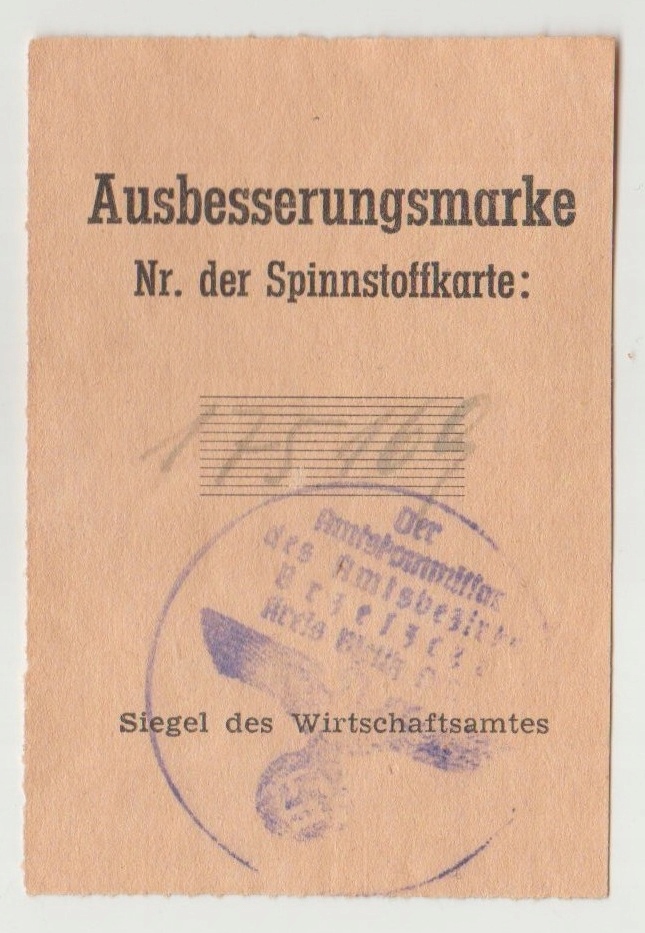 Ausbesserungsmarke
Nr. der Spinnstoffkarte:
175169
Der
Amtskommissar
des Amtsbezirks
Kreis
Siegel des Wirtschaftsamtes